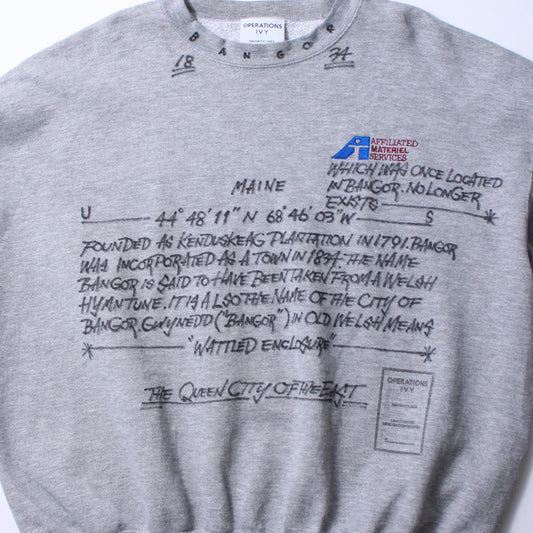 OPERATIONS
IVY
BANGOR
18 34
AFFILIATED
MATERIEL
SERVICES
WHICH WAS ONCE LOCATED
IN BANGOR. NO LONGER
EXISTS
MAINE
U S
44° 48' 11" N 68° 46' 03" W
FOUNDED AS KENDUSKEAG PLANTATION IN 1791. BANGOR
WAS INCORPORATED AS A TOWN IN 1834. THE NAME
BANGOR IS SAID TO HAVE BEEN TAKEN FROM A WELSH
HYMN TUNE. IT IS ALSO THE NAME OF THE CITY OF
BANGOR, GWYNEDD ("BANGOR") IN OLD WELSH MEANS
"WATTLED ENCLOSURE"
THE QUEEN CITY OF THE EAST
OPERATIONS
IVY